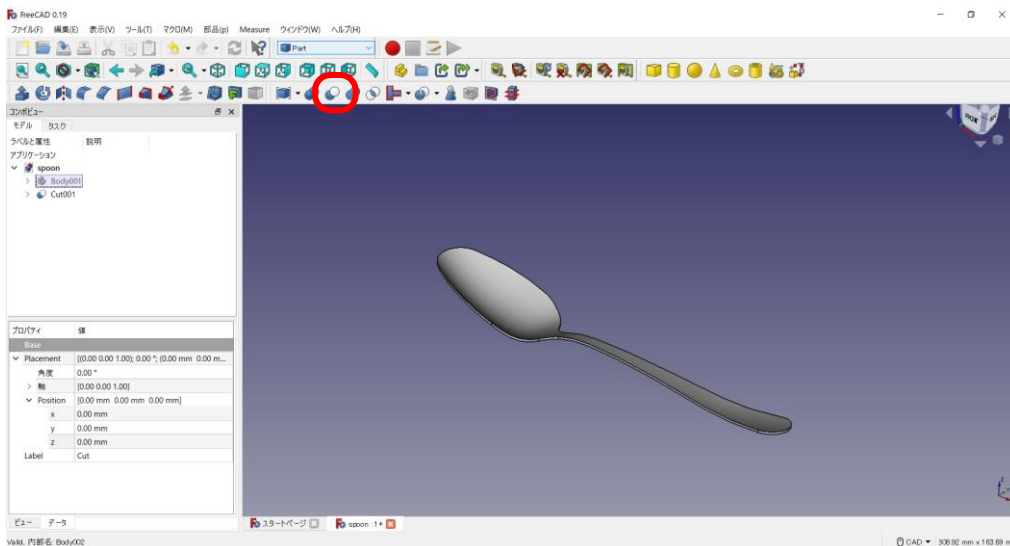 FreeCAD 0.19
ファイル(F) 編集(E) 表示(V) ツール(T) マクロ(M) 部品(p) Measure ウインドウ(W) ヘルプ(H)
Part
コンボビュー
モデル タスク
ラベルと属性 説明
アプリケーション
spoon
Body001
Cut001
プロパティ 値
Base
Placement [(0.00 0.00 1.00); 0.00 °; (0.00 mm 0.00 m...
角度 0.00 °
軸 [0.00 0.00 1.00]
Position [0.00 mm 0.00 mm 0.00 mm]
x 0.00 mm
y 0.00 mm
z 0.00 mm
Label Cut
ビュー データ
スタートページ spoon : 1*
Valid. 内部名: Body002
CAD 308.92 mm x 163.69 m